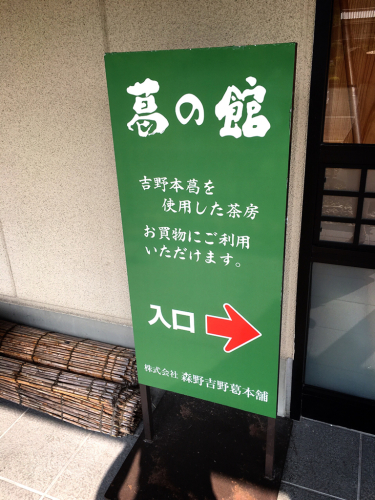 葛の館
吉野本葛を
使用した茶房
お買物にご利用
いただけます。
入口
株式会社 森野吉野葛本舗